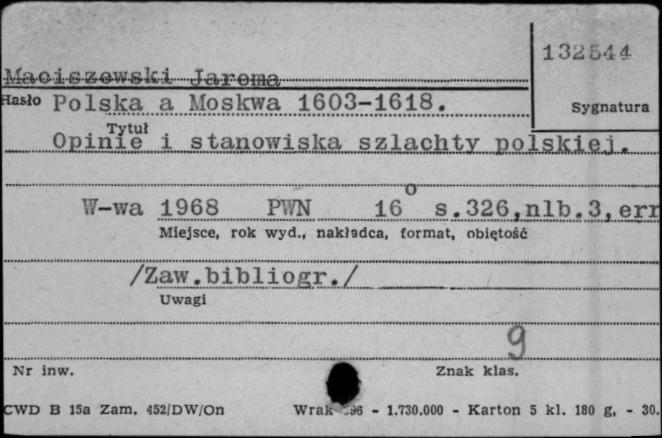 132544
Maciszewski Jarema
Hasło Polska a Moskwa 1603-1618. Sygnatura
Tytuł
Opinie i stanowiska szlachty polskiej.
W-wa 1968 PWN 16° s.326,nlb.3,err
Miejsce, rok wyd., nakładca, format, objętość
/Zaw.bibliogr./
Uwagi
9
Nr inw. Znak klas.
CWD B 15a Zam. 452/DW/On Wrak 96 - 1.730.000 - Karton 5 kl. 180 g, - 30.